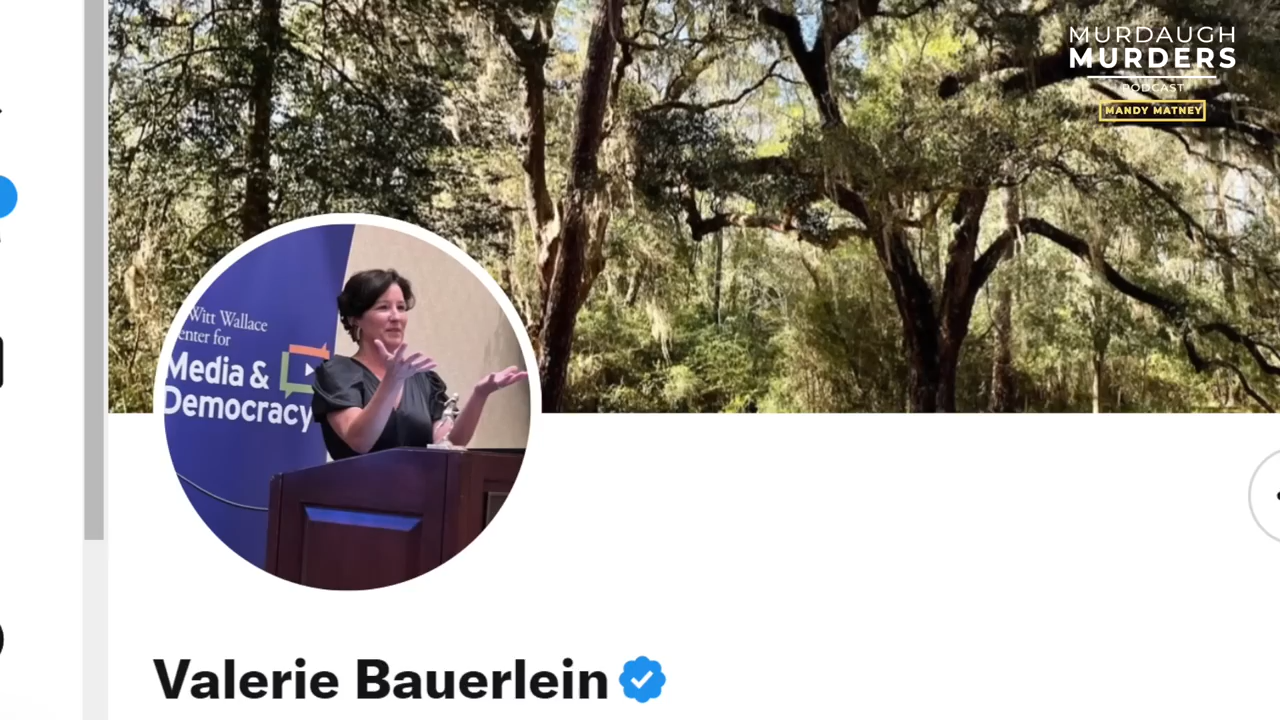 MURDAUGH
MURDERS
PODCAST
MANDY MATNEY
Witt Wallace
enter for
Media &
Democracy
Valerie Bauerlein